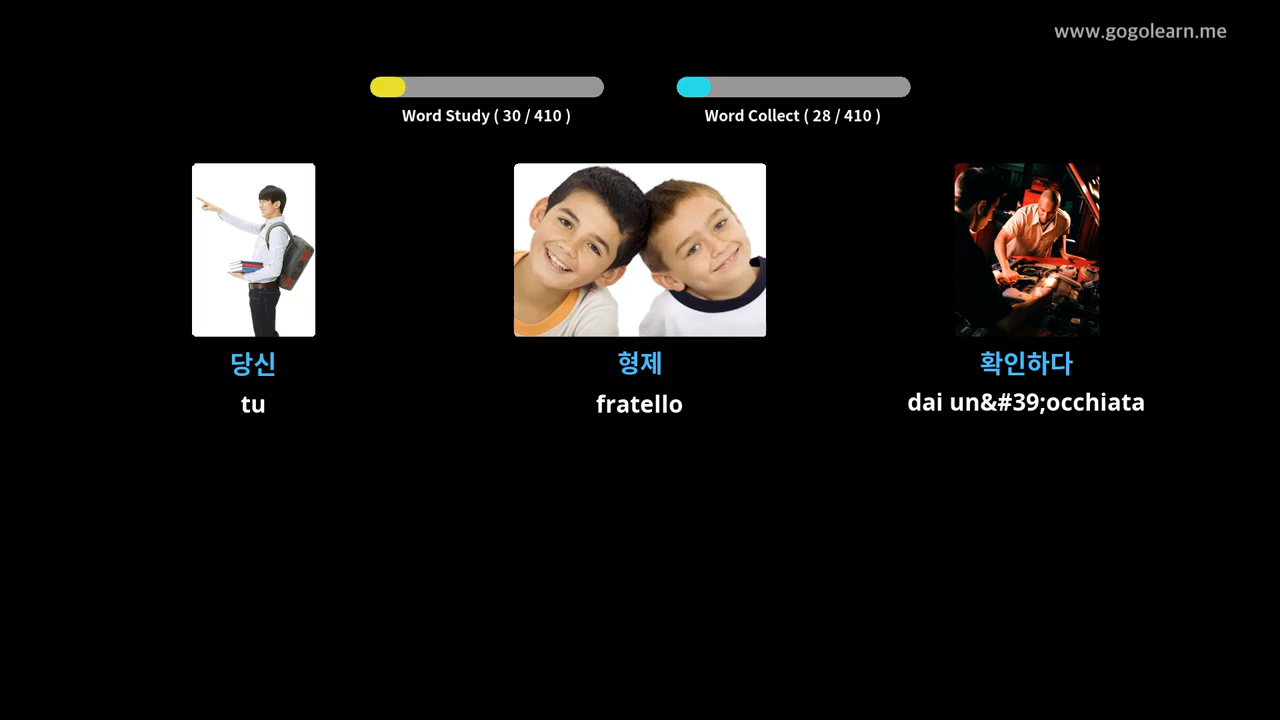 www.gogolearn.me
Word Study ( 30 / 410 )
Word Collect ( 28 / 410 )
당신
형제
확인하다
tu
fratello
dai un&#39;occhiata